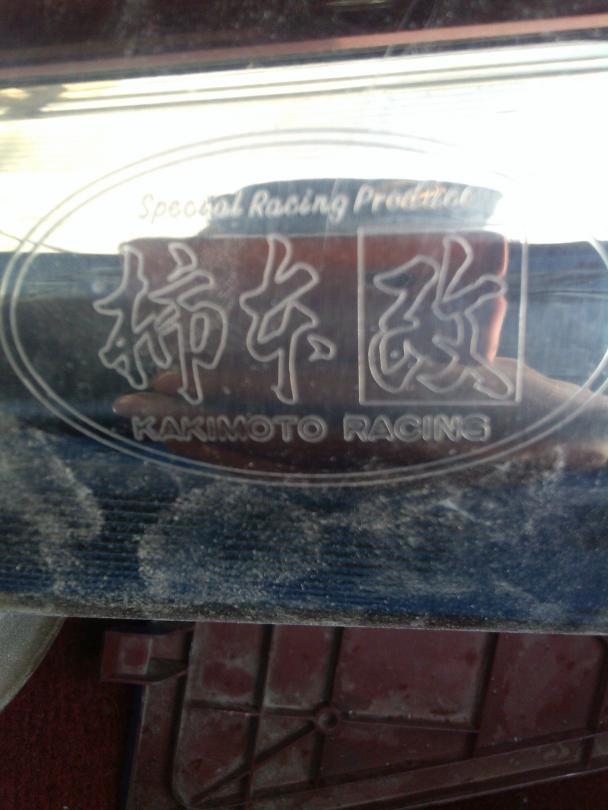 Special Racing Product
柿本改
KAKIMOTO RACING